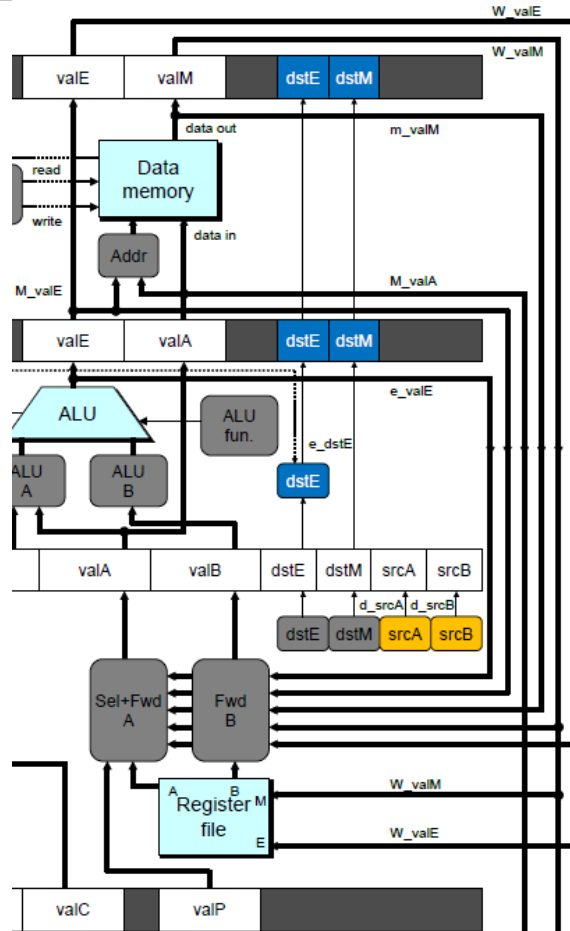 W_valE
W_valM
valE valM dstE dstM
data out
m_valM
Data
memory
read
write
data in
Addr
M_valE
M_valA
valE valA dstE dstM
e_valE
ALU
ALU
fun.
e_dstE
ALU
A
ALU
B
dstE
valA valB dstE dstM srcA srcB
d_srcA d_srcB
dstE dstM srcA srcB
Sel+Fwd
A
Fwd
B
A B
M
Register
file
E
W_valM
W_valE
valC valP